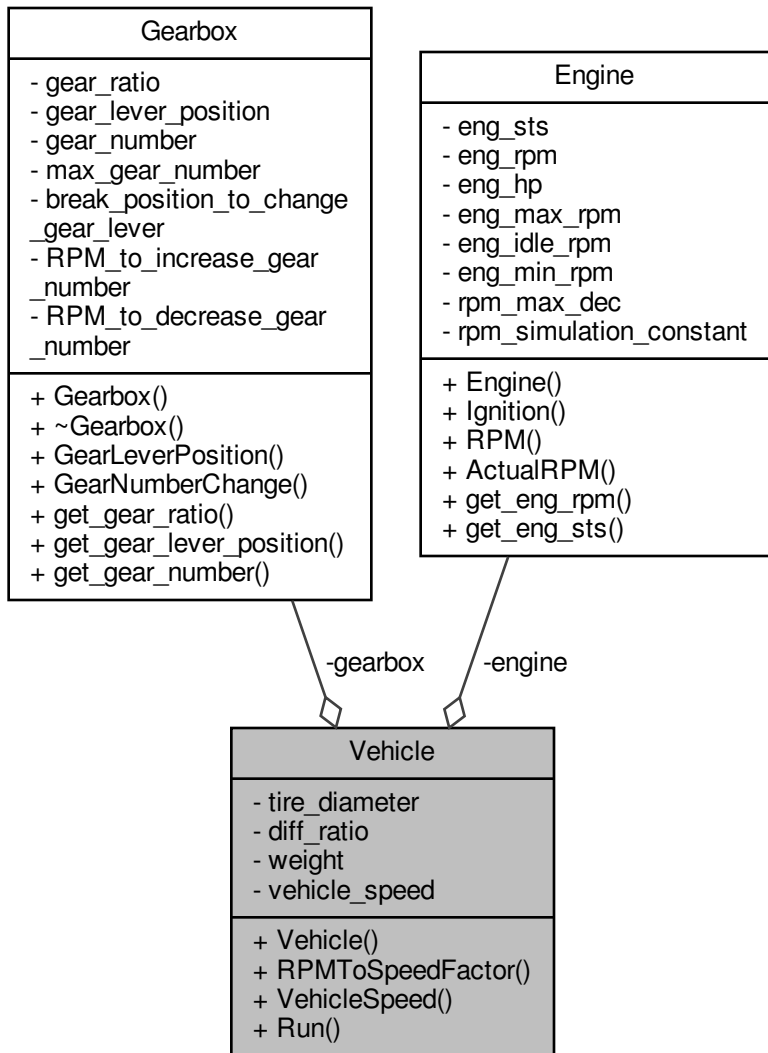 Gearbox
- gear_ratio
- gear_lever_position
- gear_number
- max_gear_number
- break_position_to_change
_gear_lever
- RPM_to_increase_gear
_number
- RPM_to_decrease_gear
_number
+ Gearbox()
+ ~Gearbox()
+ GearLeverPosition()
+ GearNumberChange()
+ get_gear_ratio()
+ get_gear_lever_position()
+ get_gear_number()
Engine
- eng_sts
- eng_rpm
- eng_hp
- eng_max_rpm
- eng_idle_rpm
- eng_min_rpm
- rpm_max_dec
- rpm_simulation_constant
+ Engine()
+ Ignition()
+ RPM()
+ ActualRPM()
+ get_eng_rpm()
+ get_eng_sts()
-gearbox
-engine
Vehicle
- tire_diameter
- diff_ratio
- weight
- vehicle_speed
+ Vehicle()
+ RPMToSpeedFactor()
+ VehicleSpeed()
+ Run()